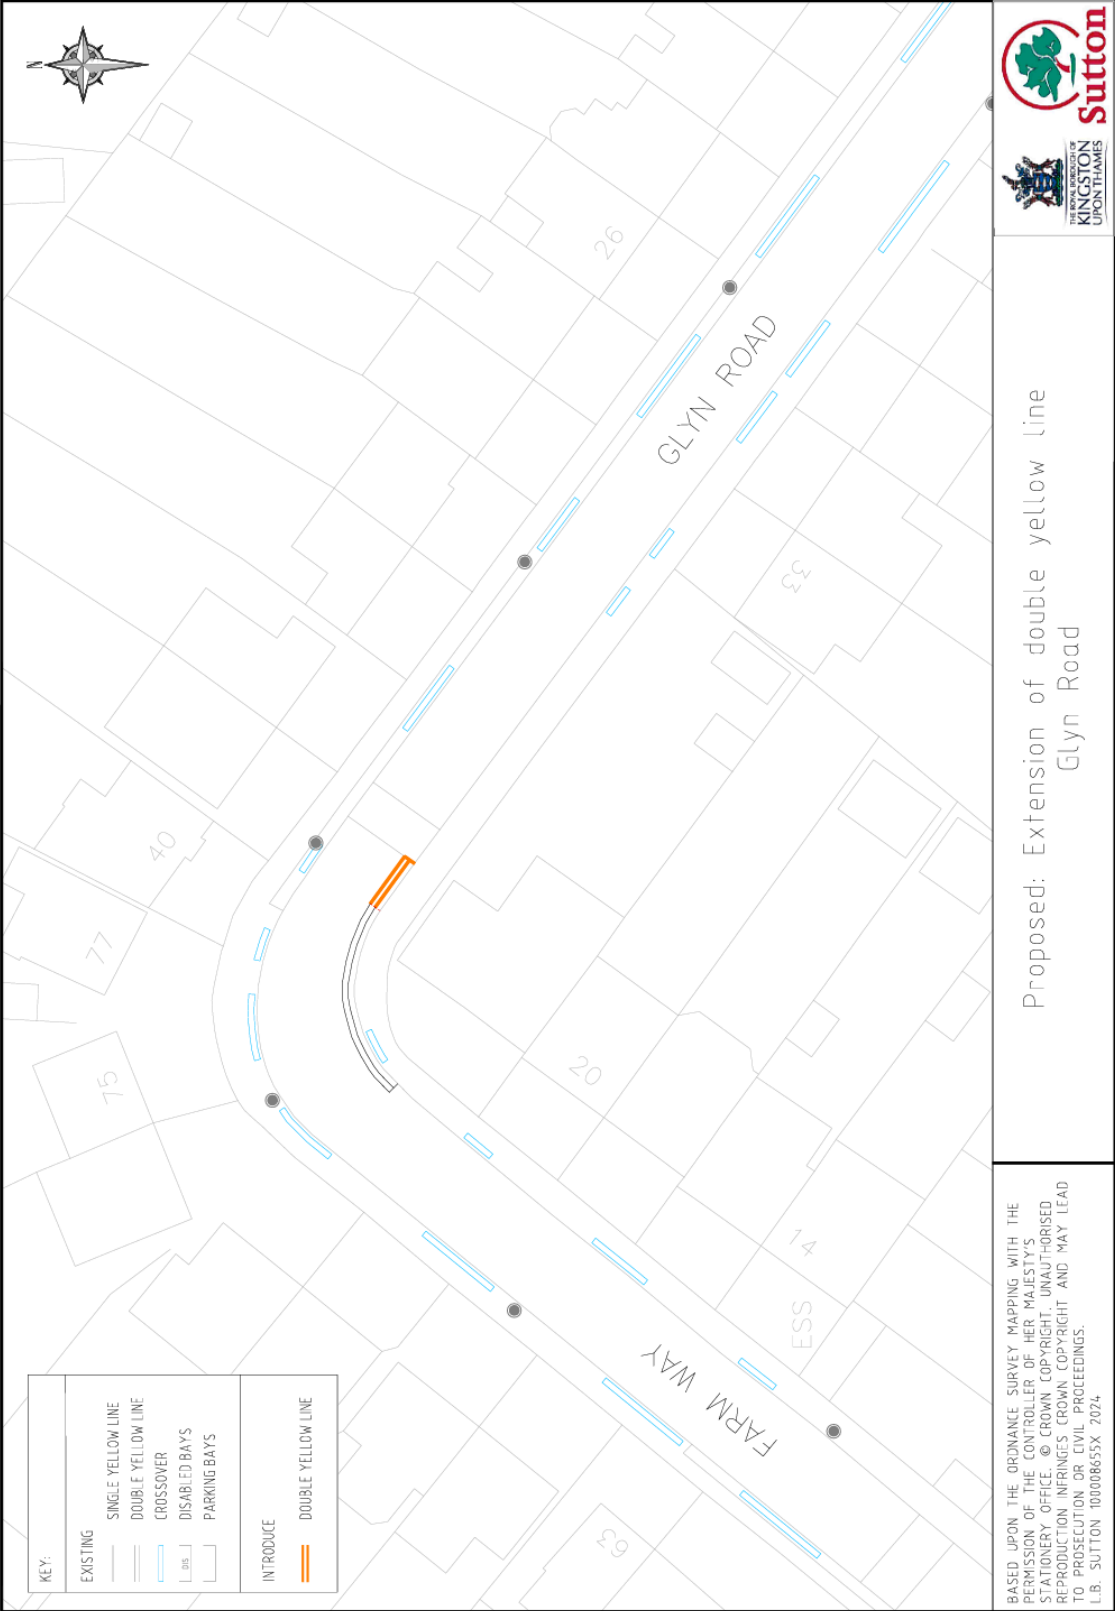 N
KEY:
EXISTING
SINGLE YELLOW LINE
DOUBLE YELLOW LINE
CROSSOVER
DIS
DISABLED BAYS
PARKING BAYS
INTRODUCE
DOUBLE YELLOW LINE
75
77
40
26
GLYN ROAD
33
20
14
ESS
FARM WAY
63
BASED UPON THE ORDNANCE SURVEY MAPPING WITH THE
PERMISSION OF THE CONTROLLER OF HER MAJESTY'S
STATIONERY OFFICE. © CROWN COPYRIGHT. UNAUTHORISED
REPRODUCTION INFRINGES CROWN COPYRIGHT AND MAY LEAD
TO PROSECUTION OR CIVIL PROCEEDINGS.
L.B. SUTTON 100008655X 2024
Proposed: Extension of double yellow line
Glyn Road
THE ROYAL BOROUGH OF
KINGSTON
UPON THAMES
Sutton